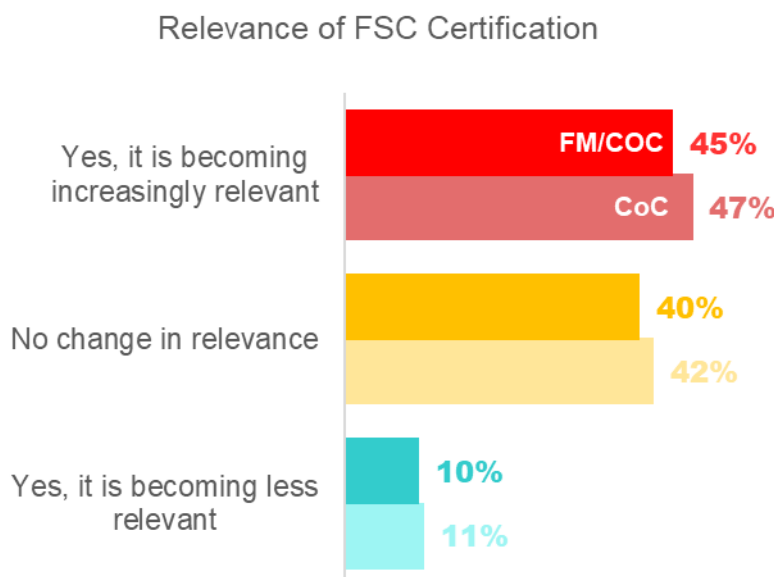 Relevance of FSC Certification
Yes, it is becoming
increasingly relevant
FM/COC
45%
CoC
47%
No change in relevance
40%
42%
Yes, it is becoming less
relevant
10%
11%